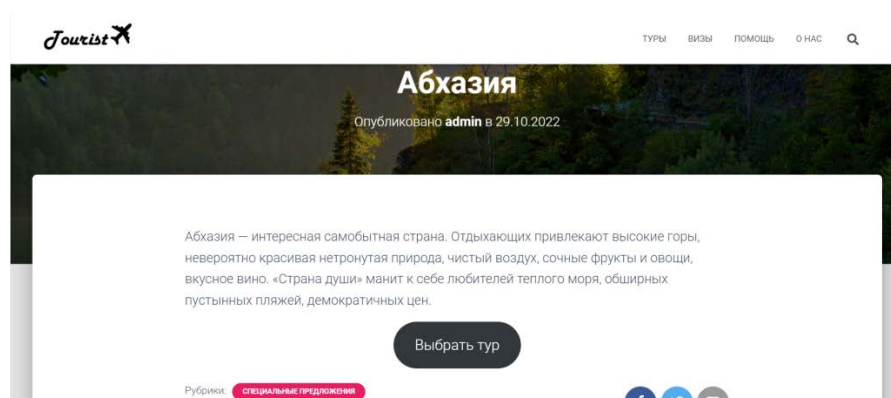 Tourist
ТУРЫ ВИЗЫ ПОМОЩЬ О НАС
Абхазия
Опубликовано admin в 29.10.2022
Абхазия — интересная самобытная страна. Отдыхающих привлекают высокие горы,
невероятно красивая нетронутая природа, чистый воздух, сочные фрукты и овощи,
вкусное вино. «Страна души» манит к себе любителей теплого моря, обширных
пустынных пляжей, демократичных цен.
Выбрать тур
Рубрики: СПЕЦИАЛЬНЫЕ ПРЕДЛОЖЕНИЯ